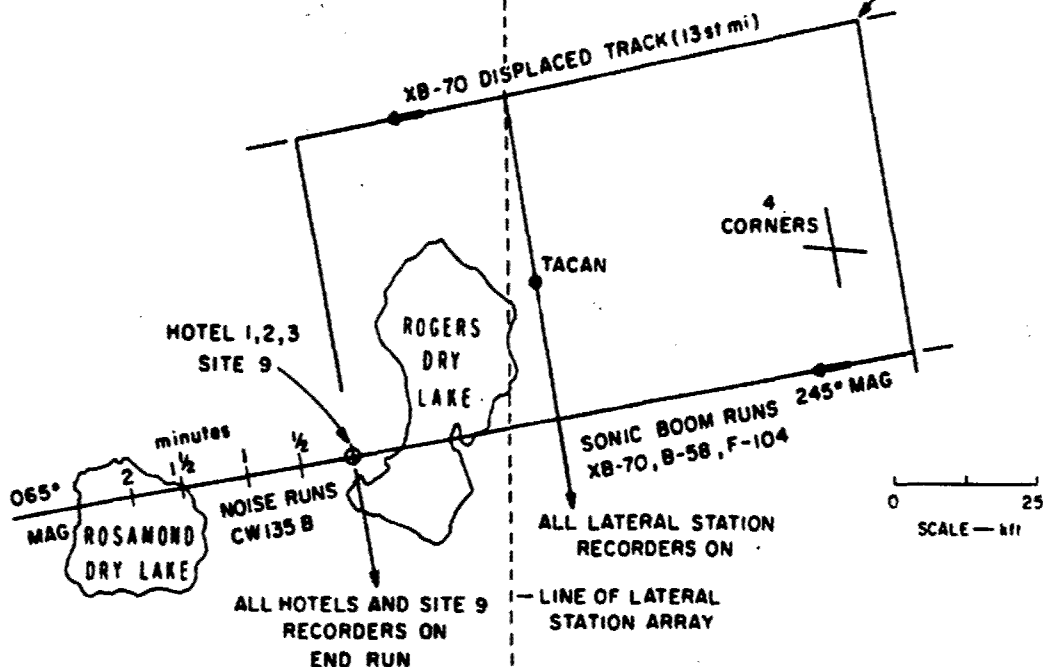 XB-70 DISPLACED TRACK (13 st mi)
4
CORNERS
TACAN
HOTEL 1,2,3
SITE 9
ROGERS
DRY
LAKE
245° MAG
SONIC BOOM RUNS
XB-70, B-58, F-104
minutes
2
1½
1
½
065°
MAG
NOISE RUNS
CW 135 B
ROSAMOND
DRY LAKE
0
25
SCALE — kft
ALL LATERAL STATION
RECORDERS ON
ALL HOTELS AND SITE 9
RECORDERS ON
END RUN
LINE OF LATERAL
STATION ARRAY